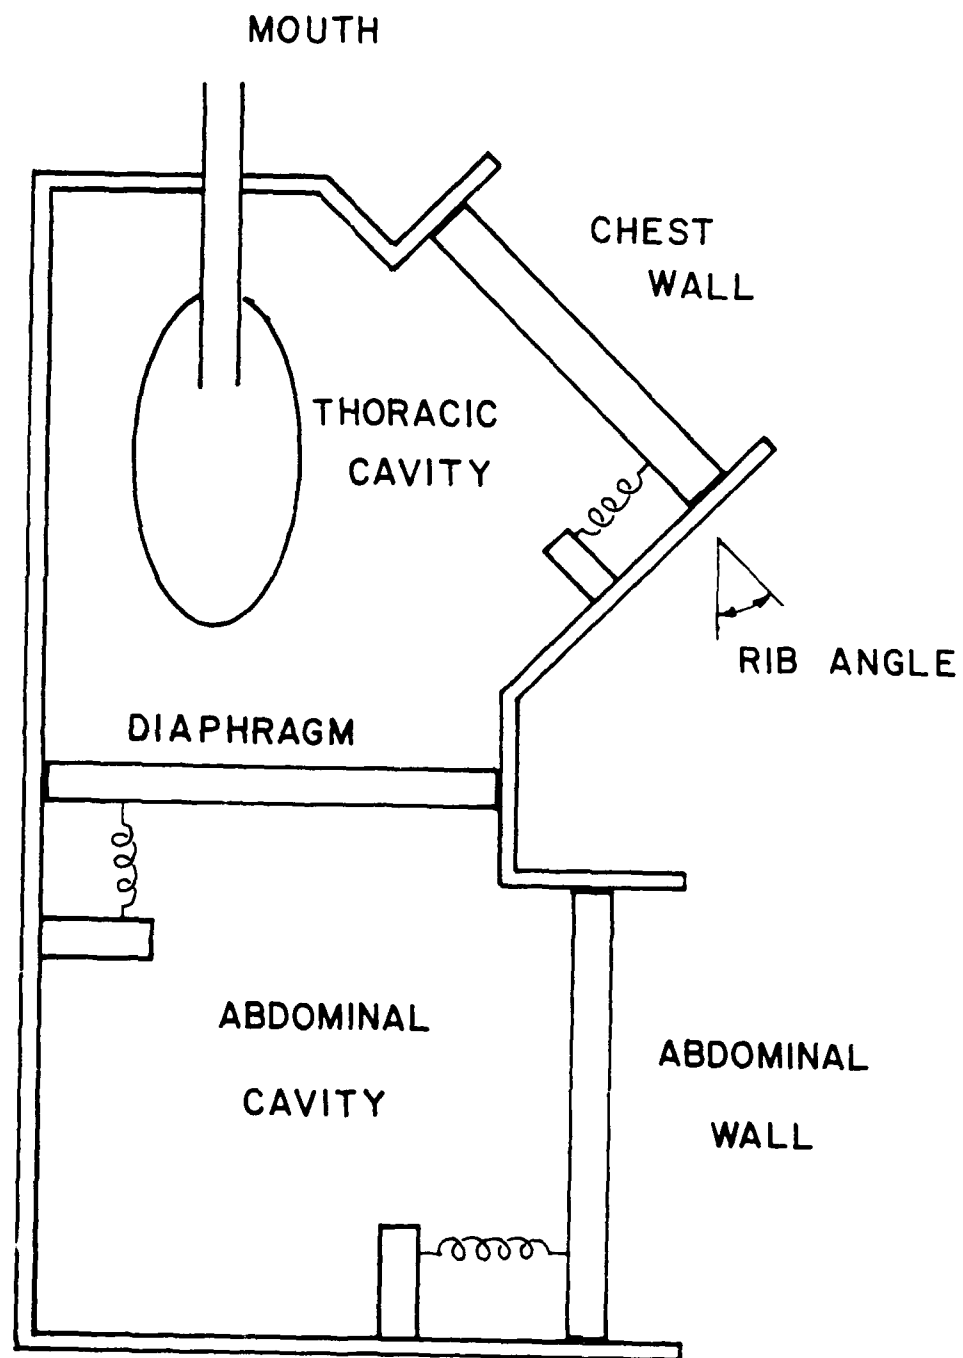 MOUTH
CHEST
WALL
THORACIC
CAVITY
RIB ANGLE
DIAPHRAGM
ABDOMINAL
CAVITY
ABDOMINAL
WALL